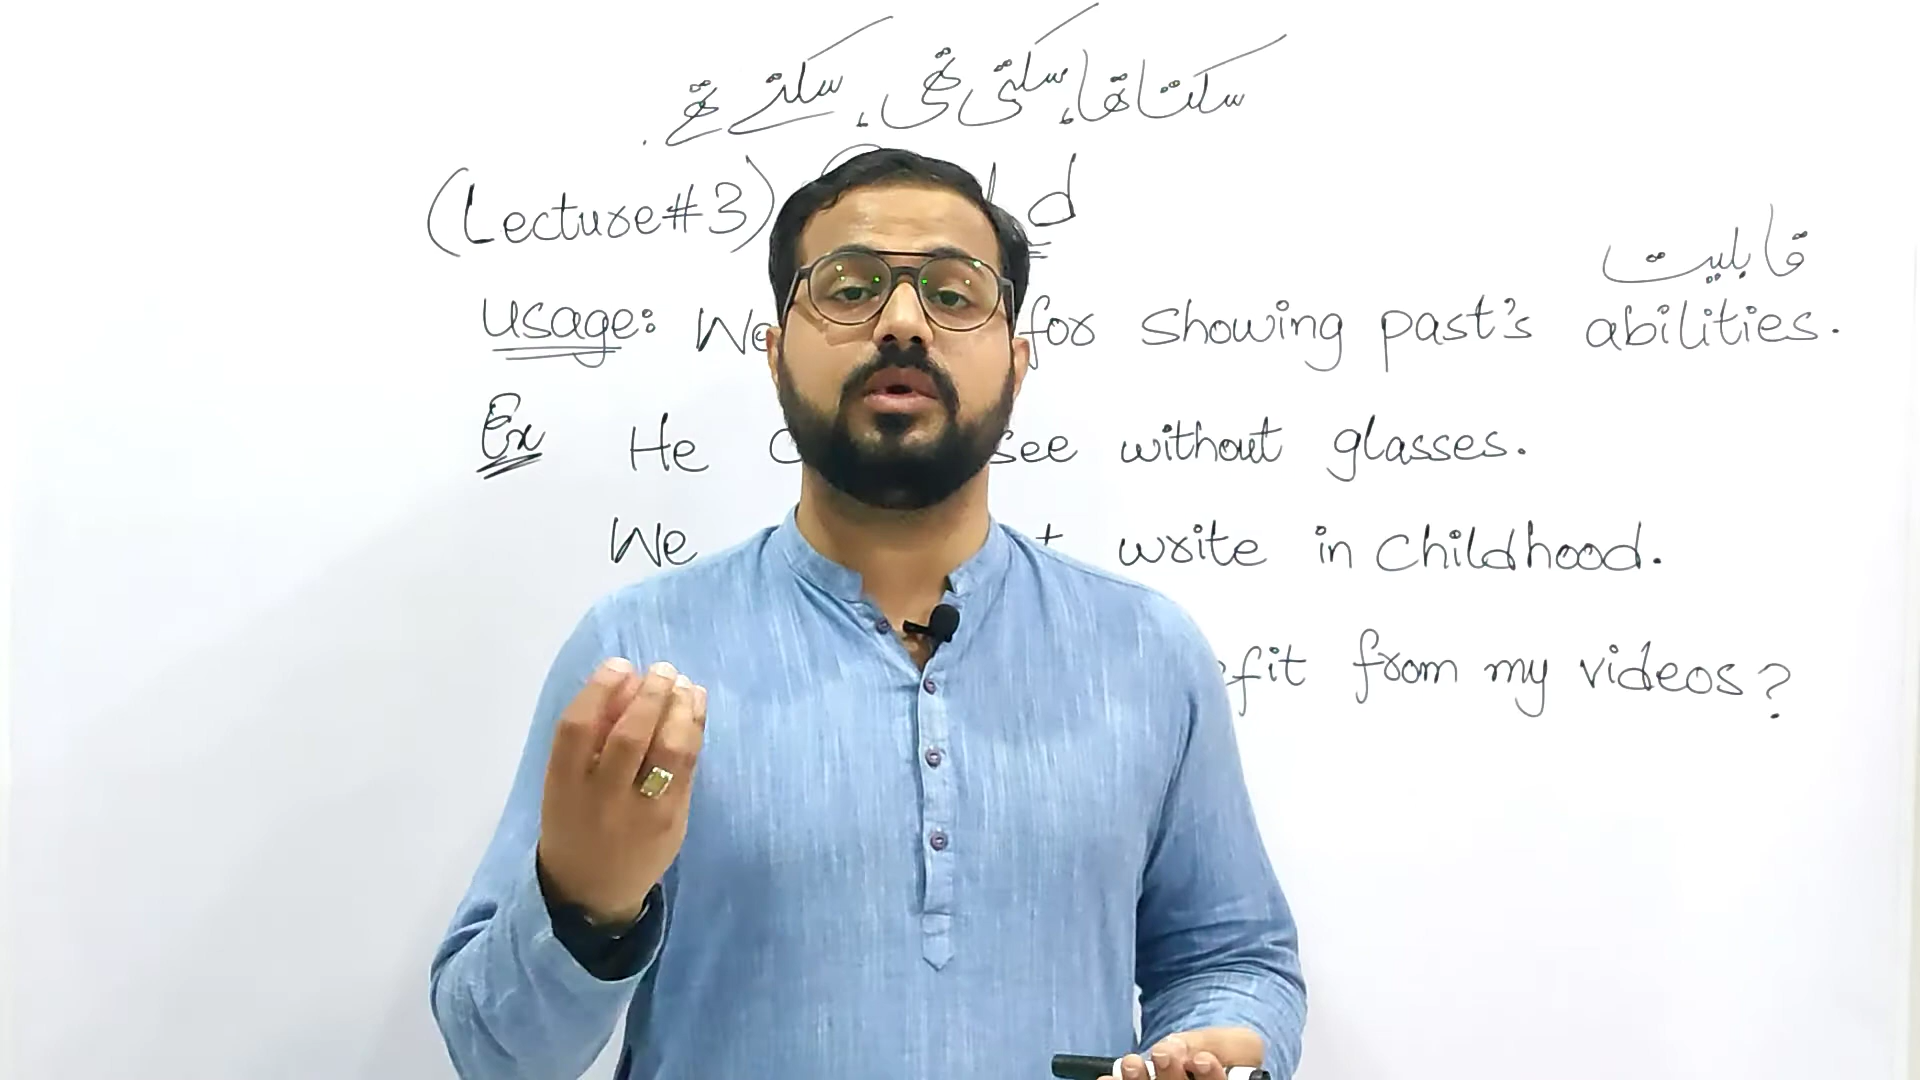 سکتا تھا، سکتی تھی، سکتے تھے.
(Lecture#3) d
قابلیت
Usage: We for showing past's abilities.
Ex He see without glasses.
We write in childhood.
from my videos?